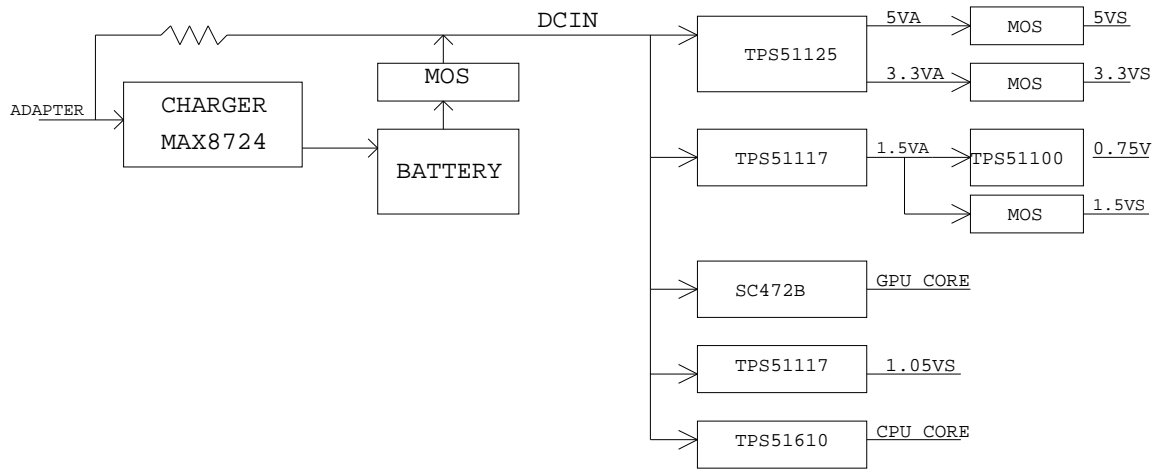 DCIN
5VA
MOS
5VS
TPS51125
3.3VA
MOS
3.3VS
MOS
ADAPTER
CHARGER
MAX8724
BATTERY
TPS51117
1.5VA
TPS51100
0.75V
MOS
1.5VS
SC472B
GPU CORE
TPS51117
1.05VS
TPS51610
CPU CORE